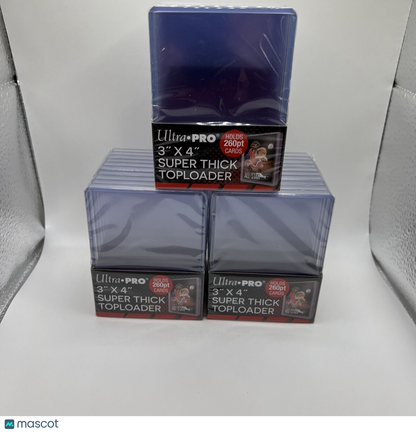 Ultra•PRO®
HOLDS
260pt
CARDS
3" X 4"
SUPER THICK
TOPLOADER
Ultra•PRO®
HOLDS
260pt
CARDS
3" X 4"
SUPER THICK
TOPLOADER
Ultra•PRO®
HOLDS
260pt
CARDS
3" X 4"
SUPER THICK
TOPLOADER
mascot